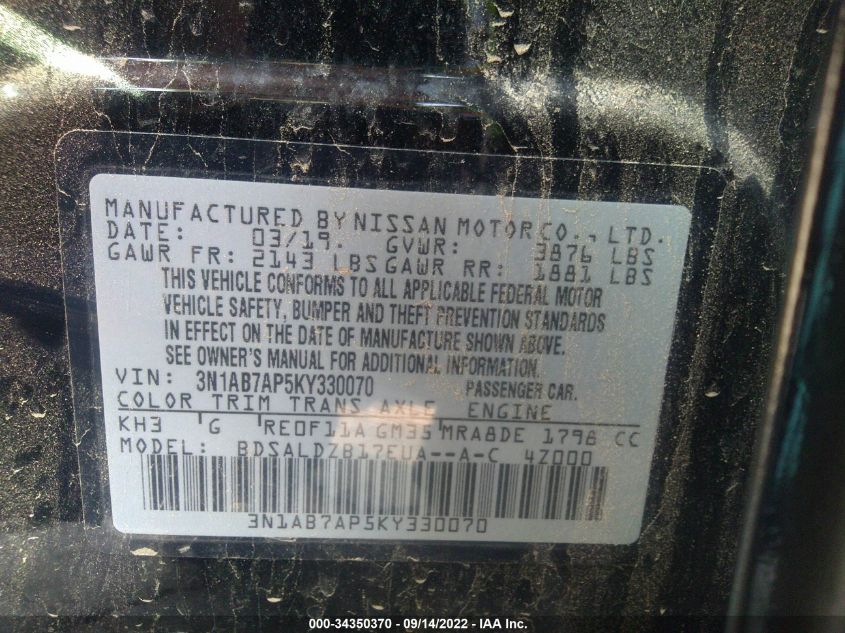 MANUFACTURED BY NISSAN MOTOR CO., LTD.
DATE: 03/19. GVWR: 3876 LBS
GAWR FR: 2143 LBS GAWR RR: 1881 LBS
THIS VEHICLE CONFORMS TO ALL APPLICABLE FEDERAL MOTOR
VEHICLE SAFETY, BUMPER AND THEFT PREVENTION STANDARDS
IN EFFECT ON THE DATE OF MANUFACTURE SHOWN ABOVE.
SEE OWNER'S MANUAL FOR ADDITIONAL INFORMATION.
VIN: 3N1AB7AP5KY330070 PASSENGER CAR.
COLOR TRIM TRANS AXLE ENGINE
KH3 G RE0F11A GM35 MRA8DE 1798 CC
MODEL: BDSALDZB17EUA--A-C 4Z000
3N1AB7AP5KY330070
000-34350370 - 09/14/2022 - IAA Inc.